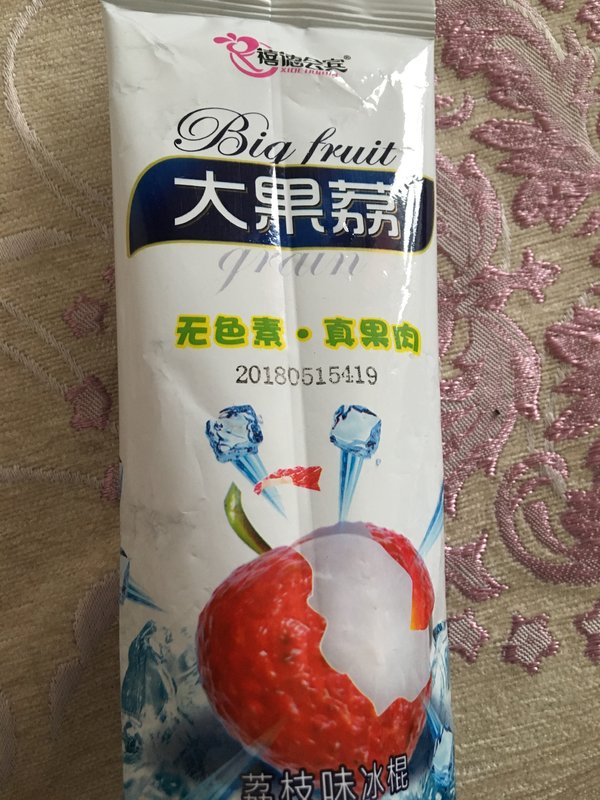 Big fruit
大果荔
grain
无色素·真果肉
20180515419
荔枝味冰棍